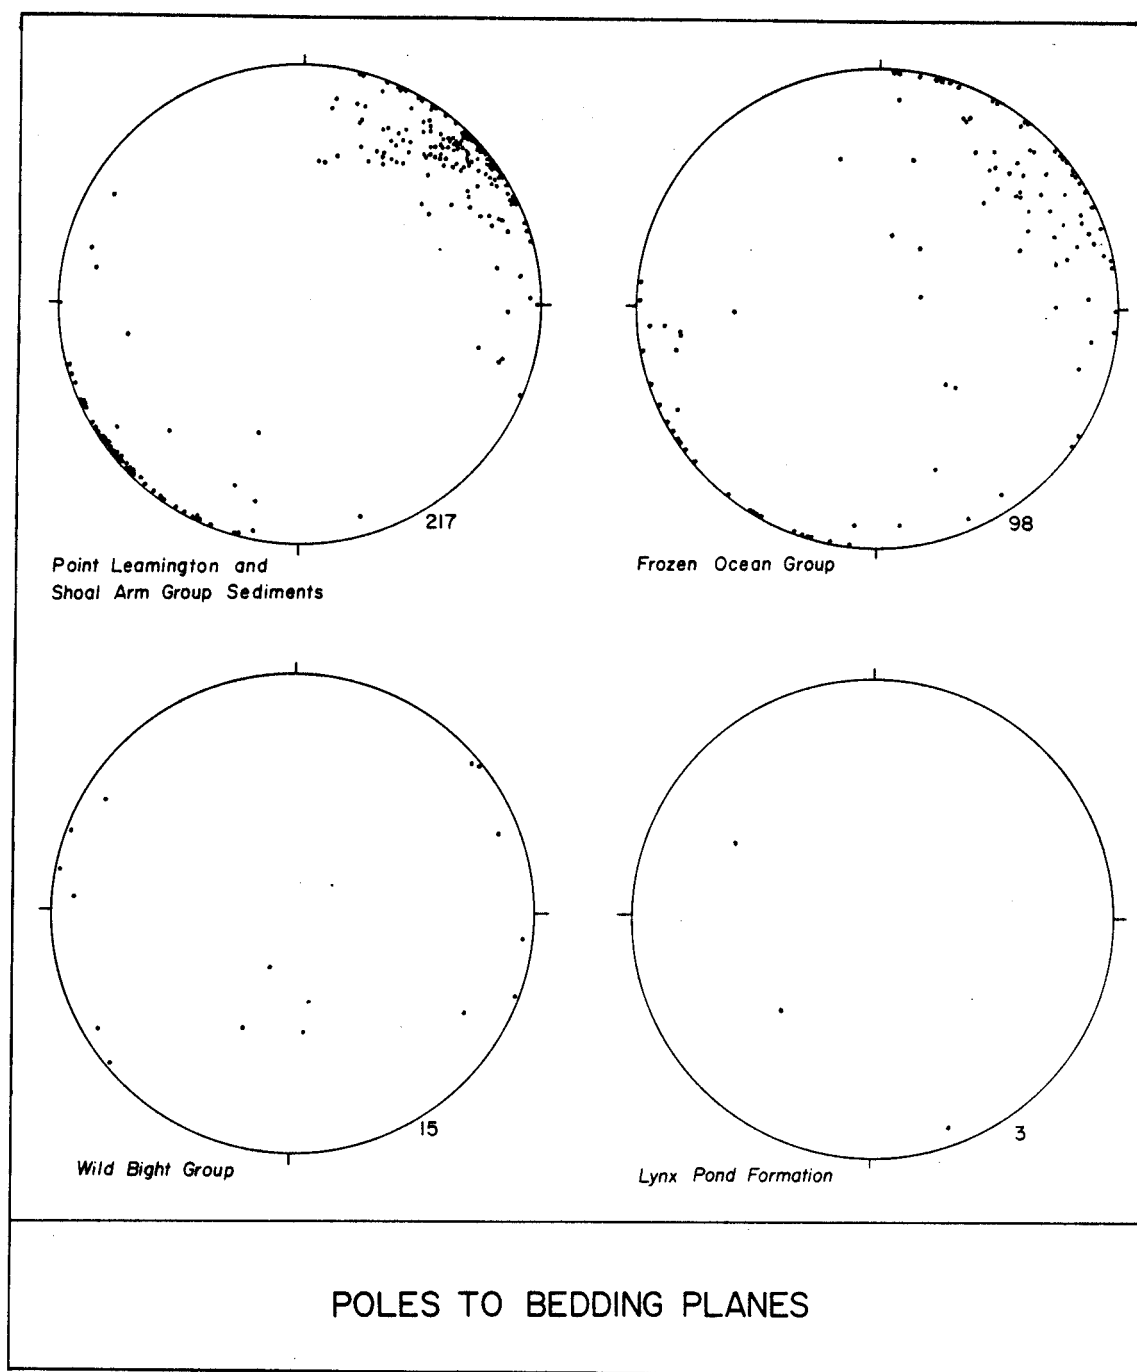 217
Point Leamington and
Shoal Arm Group Sediments
98
Frozen Ocean Group
15
Wild Bight Group
3
Lynx Pond Formation
POLES TO BEDDING PLANES